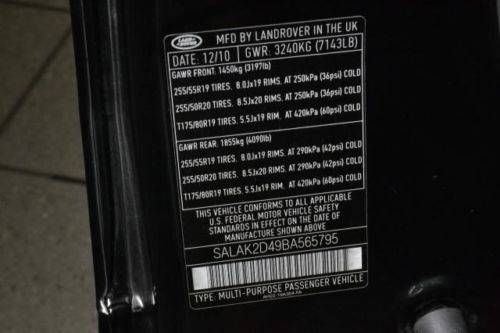 LAND ROVER
MFD BY LANDROVER IN THE UK
DATE: 12/10 GWR: 3240KG (7143LB)
GAWR FRONT: 1450kg (3197lb)
255/55R19 TIRES. 8.0Jx19 RIMS. AT 250kPa (36psi) COLD
255/50R20 TIRES. 8.5Jx20 RIMS. AT 250kPa (36psi) COLD
T175/80R19 TIRES. 5.5Jx19 RIM. AT 420kPa (60psi) COLD
GAWR REAR: 1855kg (4090lb)
255/55R19 TIRES. 8.0Jx19 RIMS. AT 290kPa (42psi) COLD
255/50R20 TIRES. 8.5Jx20 RIMS. AT 290kPa (42psi) COLD
T175/80R19 TIRES. 5.5Jx19 RIM. AT 420kPa (60psi) COLD
THIS VEHICLE CONFORMS TO ALL APPLICABLE
U.S. FEDERAL MOTOR VEHICLE SAFETY
STANDARDS IN EFFECT ON THE DATE OF
MANUFACTURE SHOWN ABOVE
SALAK2D49BA565795
TYPE: MULTI-PURPOSE PASSENGER VEHICLE